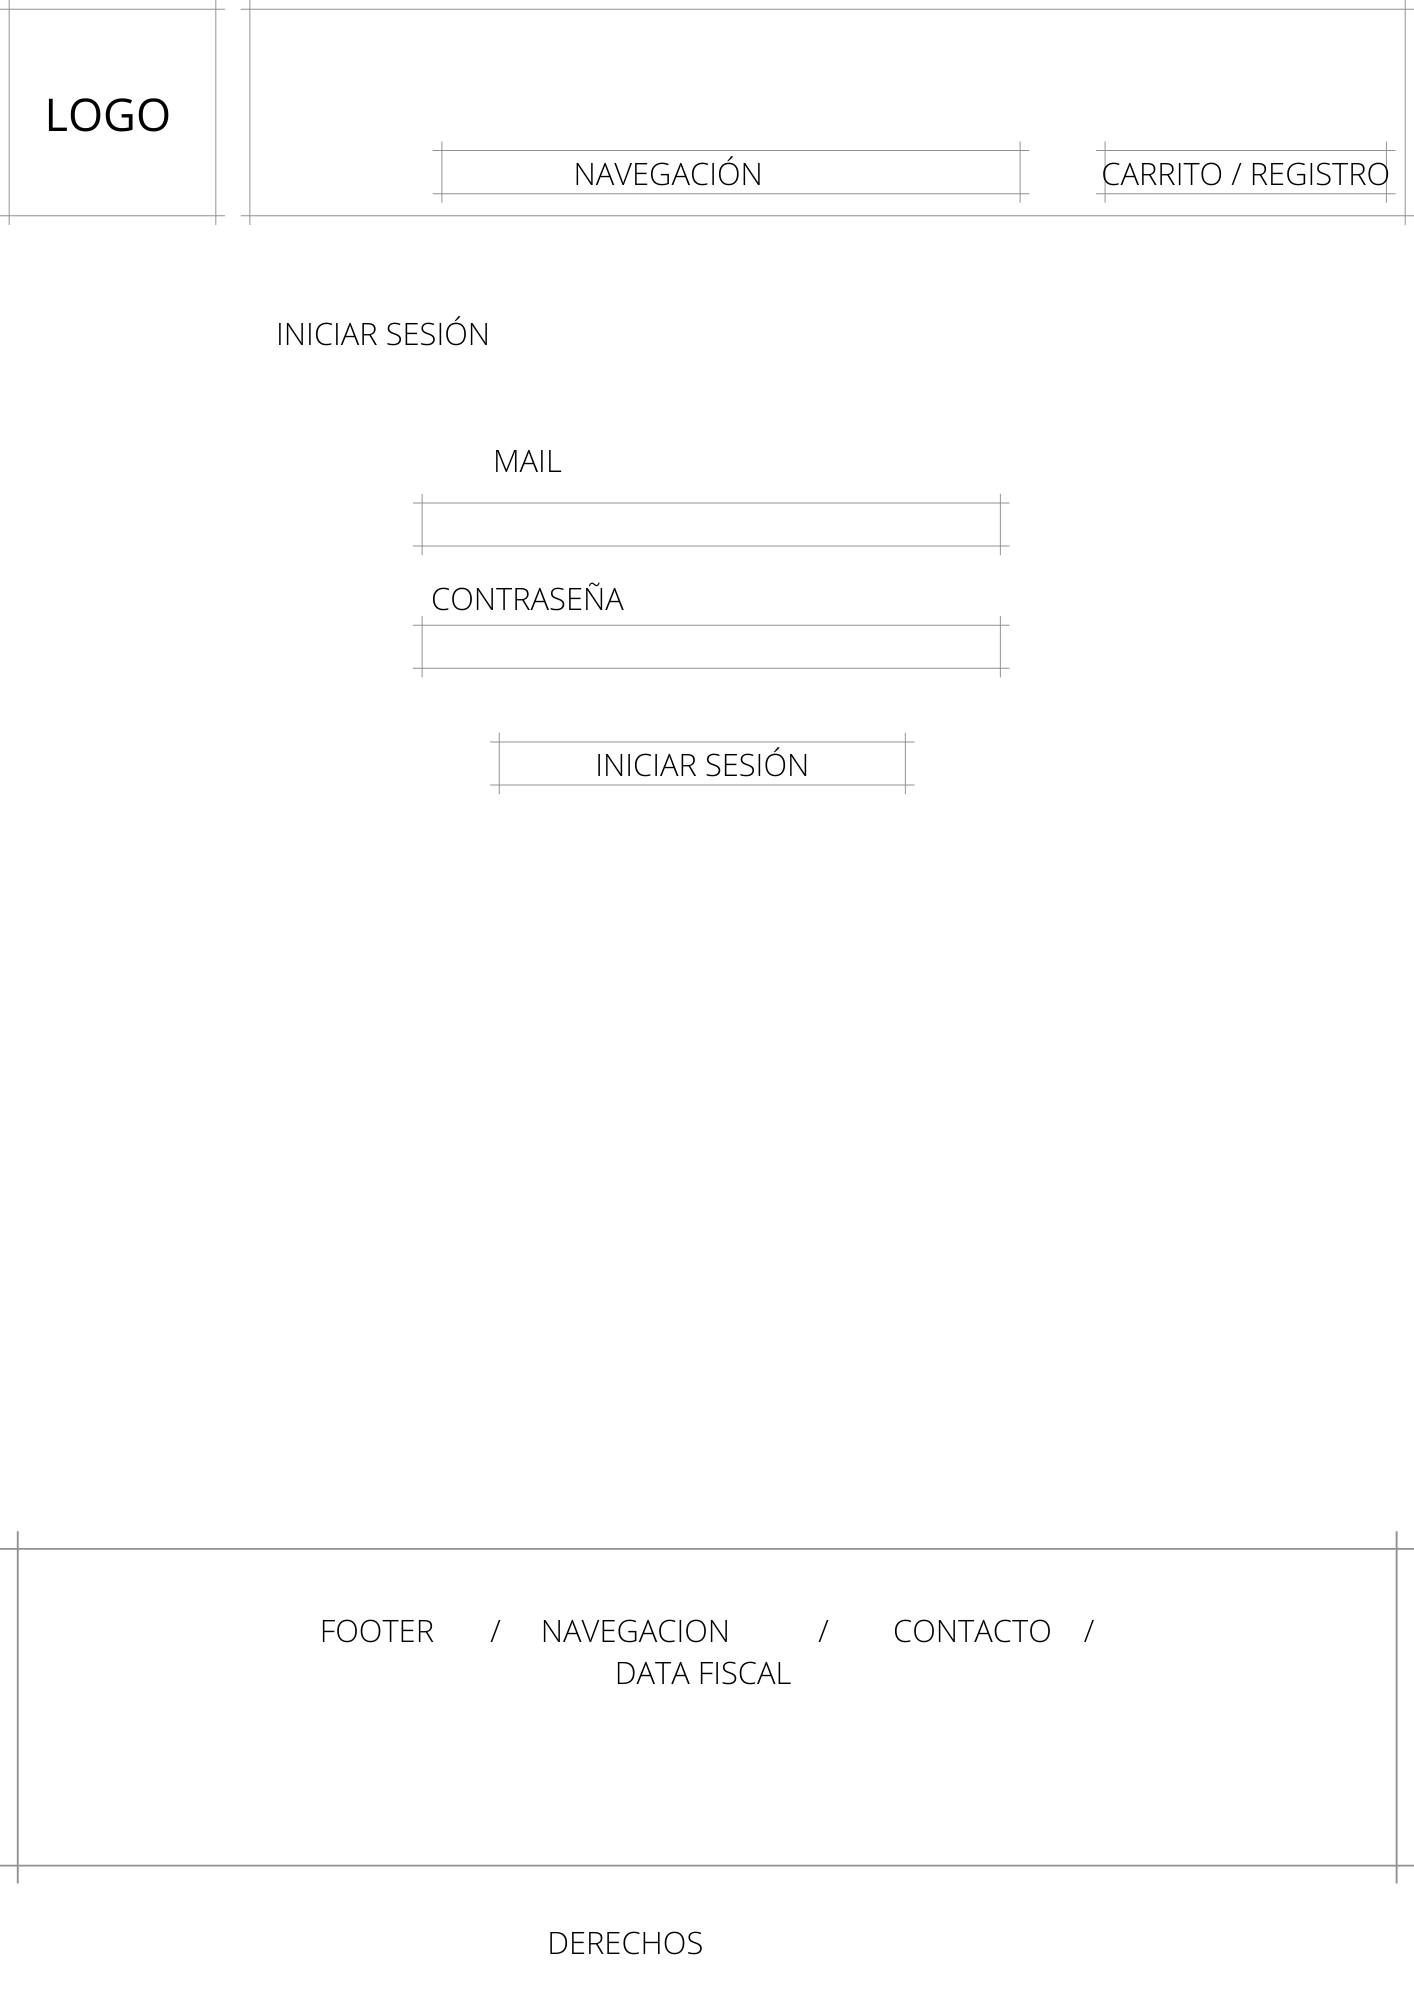 LOGO
NAVEGACIÓN
CARRITO / REGISTRO
INICIAR SESIÓN
MAIL
CONTRASEÑA
INICIAR SESIÓN
FOOTER / NAVEGACION / CONTACTO /
DATA FISCAL
DERECHOS